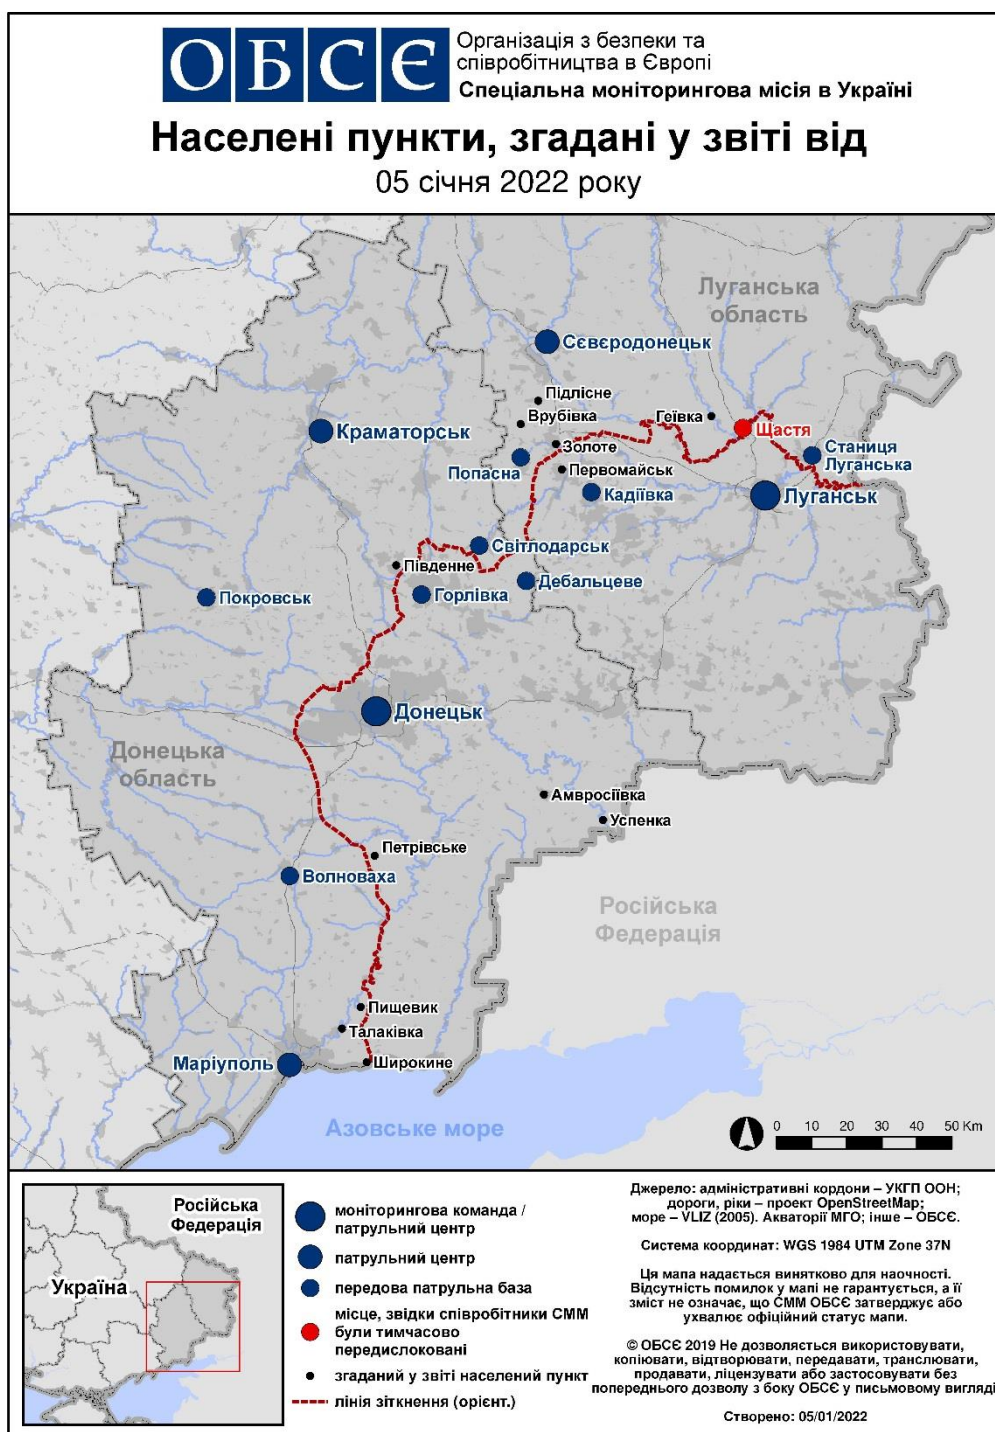 ОБСЄ
Організація з безпеки та
співробітництва в Європі
Спеціальна моніторингова місія в Україні
Населені пункти, згадані у звіті від
05 січня 2022 року
Луганська
область
Сєвєродонецьк
Підлісне
Врубівка
Геївка
Щастя
Краматорськ
Золоте
Станиця
Луганська
Попасна
Первомайськ
Кадіївка
Луганськ
Світлодарськ
Південне
Дебальцеве
Покровськ
Горлівка
Донецьк
Донецька
область
Амвросіївка
Успенка
Петрівське
Волноваха
Російська
Федерація
Пищевик
Талаківка
Маріуполь
Широкине
Азовське море
0 10 20 30 40 50 Km
Російська
Федерація
Україна
моніторингова команда /
патрульний центр
патрульний центр
передова патрульна база
місце, звідки співробітники СММ
були тимчасово
передислоковані
згаданий у звіті населений пункт
лінія зіткнення (орієнт.)
Джерело: адміністративні кордони – УКГП ООН;
дороги, ріки – проект OpenStreetMap;
море – VLIZ (2005). Акваторії МГО; інше – ОБСЄ.
Система координат: WGS 1984 UTM Zone 37N
Ця мапа надається винятково для наочності.
Відсутність помилок у мапі не гарантується, а її
зміст не означає, що СММ ОБСЄ затверджує або
ухвалює офіційний статус мапи.
© ОБСЄ 2019 Не дозволяється використовувати,
копіювати, відтворювати, передавати, транслювати,
продавати, ліцензувати або застосовувати без
попереднього дозволу з боку ОБСЄ у письмовому вигляді
Створено: 05/01/2022